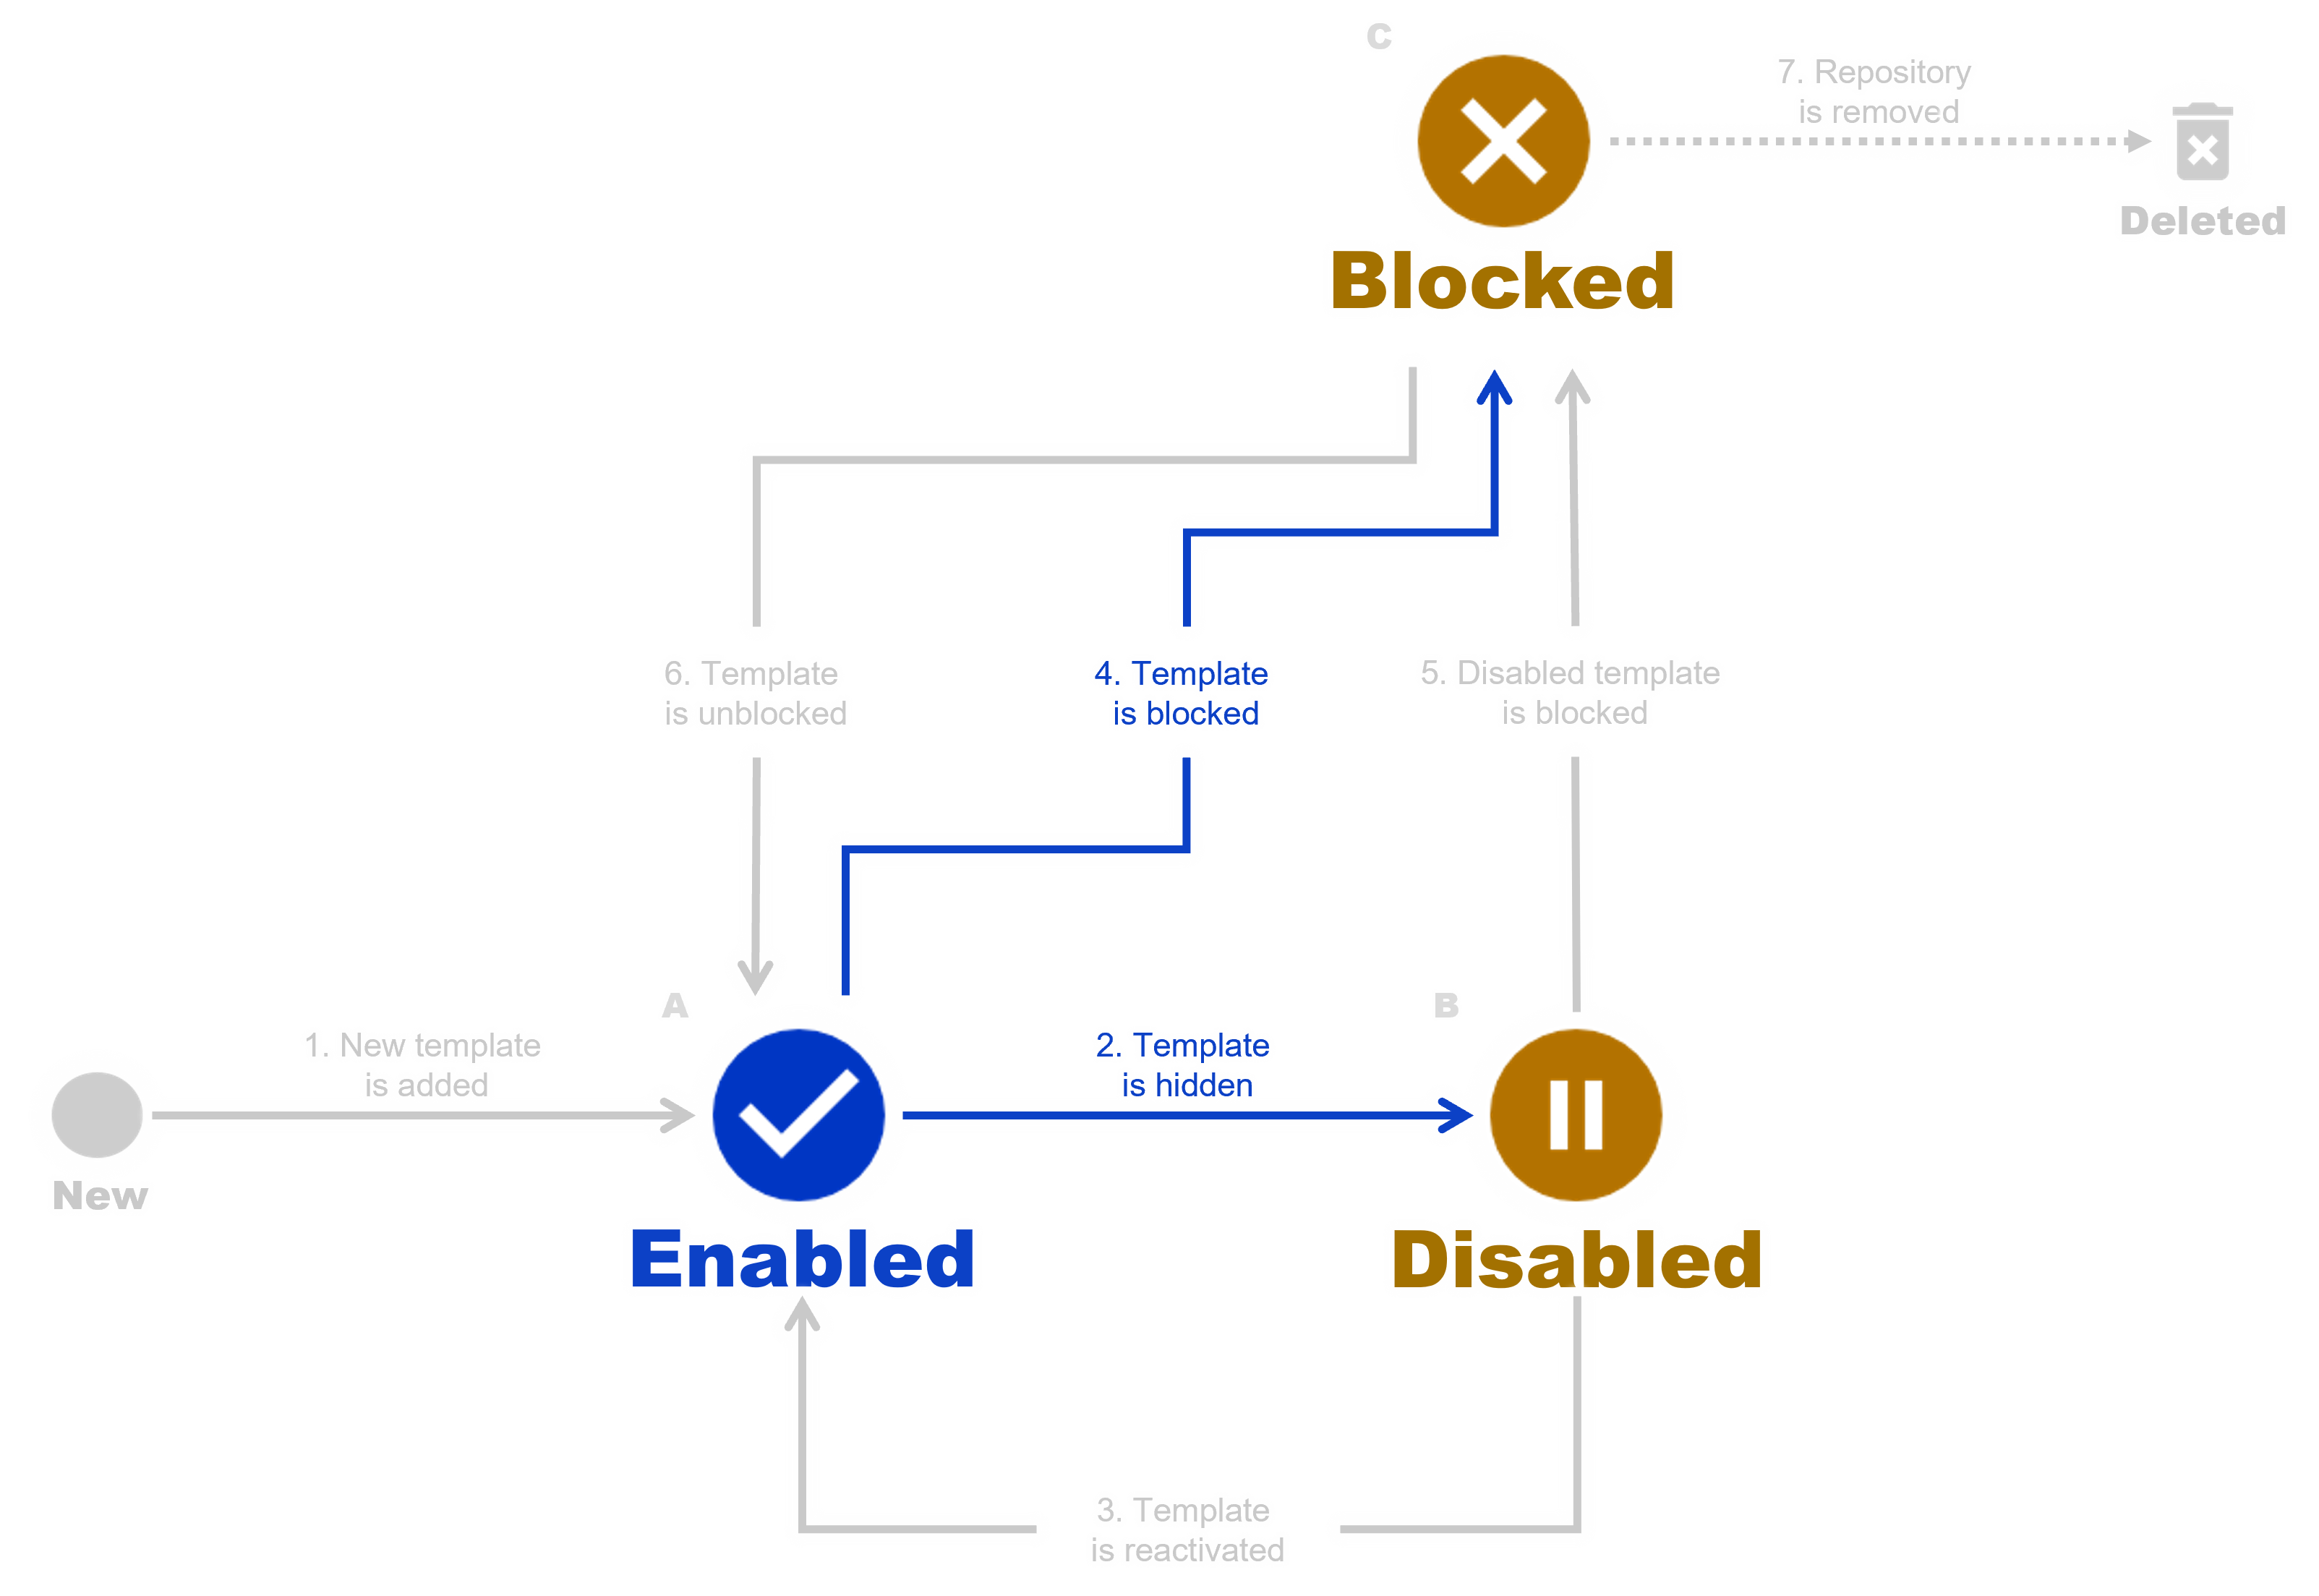 C
7. Repository
is removed
Deleted
Blocked
6. Template
is unblocked
4. Template
is blocked
5. Disabled template
is blocked
A
B
1. New template
is added
2. Template
is hidden
New
Enabled
Disabled
3. Template
is reactivated